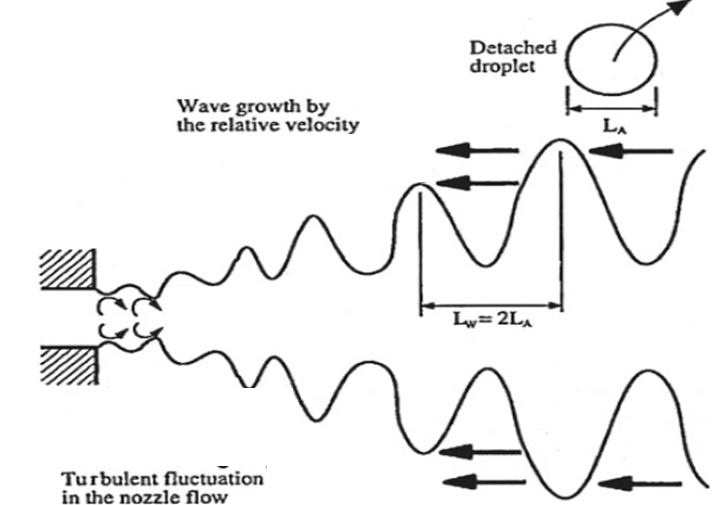 Detached
droplet
Wave growth by
the relative velocity
LA
Lw= 2LA
Turbulent fluctuation
in the nozzle flow